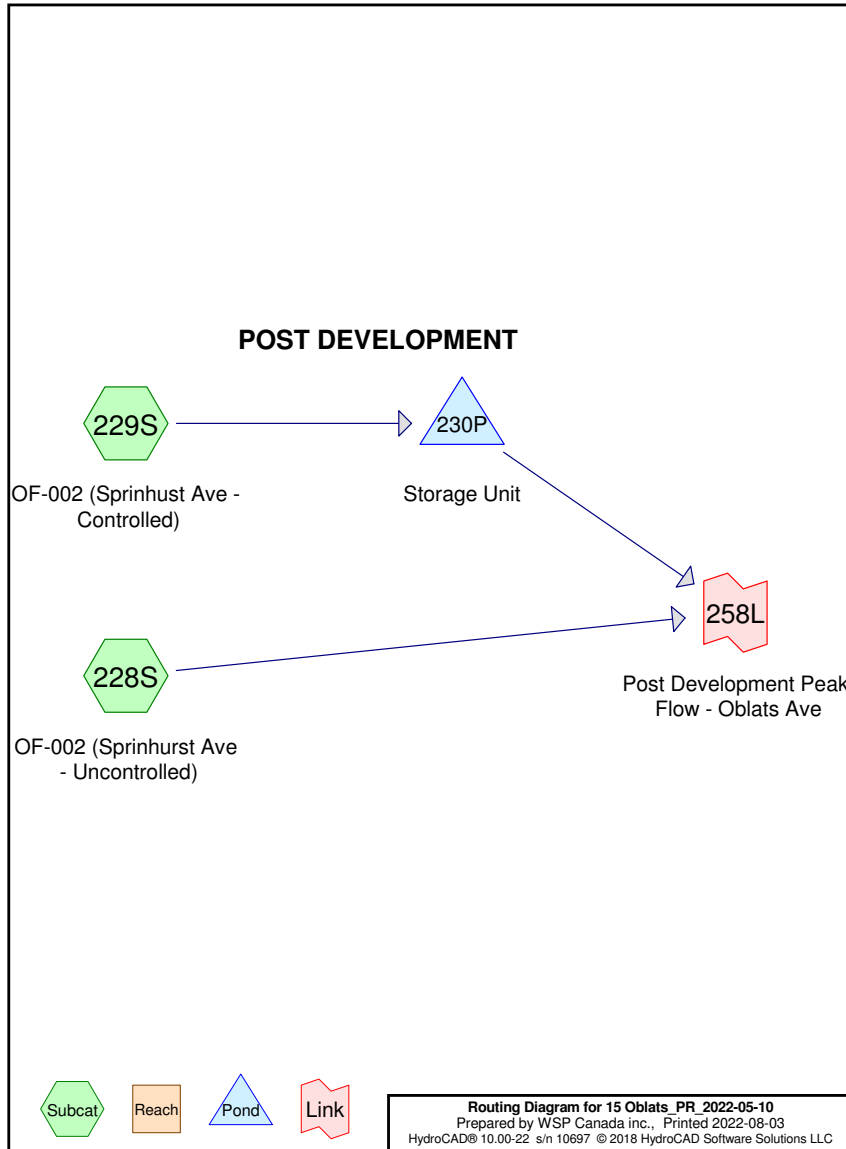 POST DEVELOPMENT
229S
230P
OF-002 (Sprinhust Ave -
Controlled)
Storage Unit
258L
228S
Post Development Peak
Flow - Oblats Ave
OF-002 (Sprinhurst Ave
- Uncontrolled)
Subcat
Reach
Pond
Link
Routing Diagram for 15 Oblats_PR_2022-05-10
Prepared by WSP Canada inc., Printed 2022-08-03
HydroCAD® 10.00-22 s/n 10697 © 2018 HydroCAD Software Solutions LLC